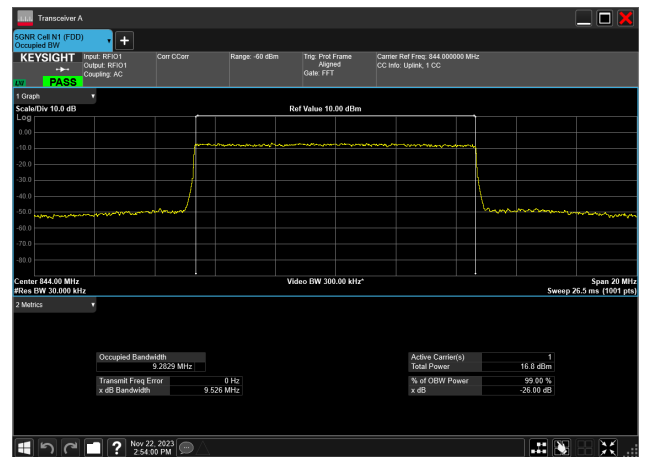 Transceiver A
5GNR Cell N1 (FDD)
Occupied BW
KEYSIGHT
LXI
PASS
Input: RFIO1
Output: RFIO1
Coupling: AC
Corr CCorr
Range: -60 dBm
Trig: Prot Frame
Aligned
Gate: FFT
Carrier Ref Freq: 844.000000 MHz
CC Info: Uplink, 1 CC
1 Graph
Scale/Div 10.0 dB
Ref Value 10.00 dBm
Log
0.00
-10.0
-20.0
-30.0
-40.0
-50.0
-60.0
-70.0
-80.0
Center 844.00 MHz
Video BW 300.00 kHz*
Span 20 MHz
#Res BW 30.000 kHz
Sweep 26.5 ms (1001 pts)
2 Metrics
Occupied Bandwidth
9.2829 MHz
Transmit Freq Error 0 Hz
x dB Bandwidth 9.526 MHz
Active Carrier(s) 1
Total Power 16.8 dBm
% of OBW Power 99.00 %
x dB -26.00 dB
?
Nov 22, 2023
2:54:00 PM